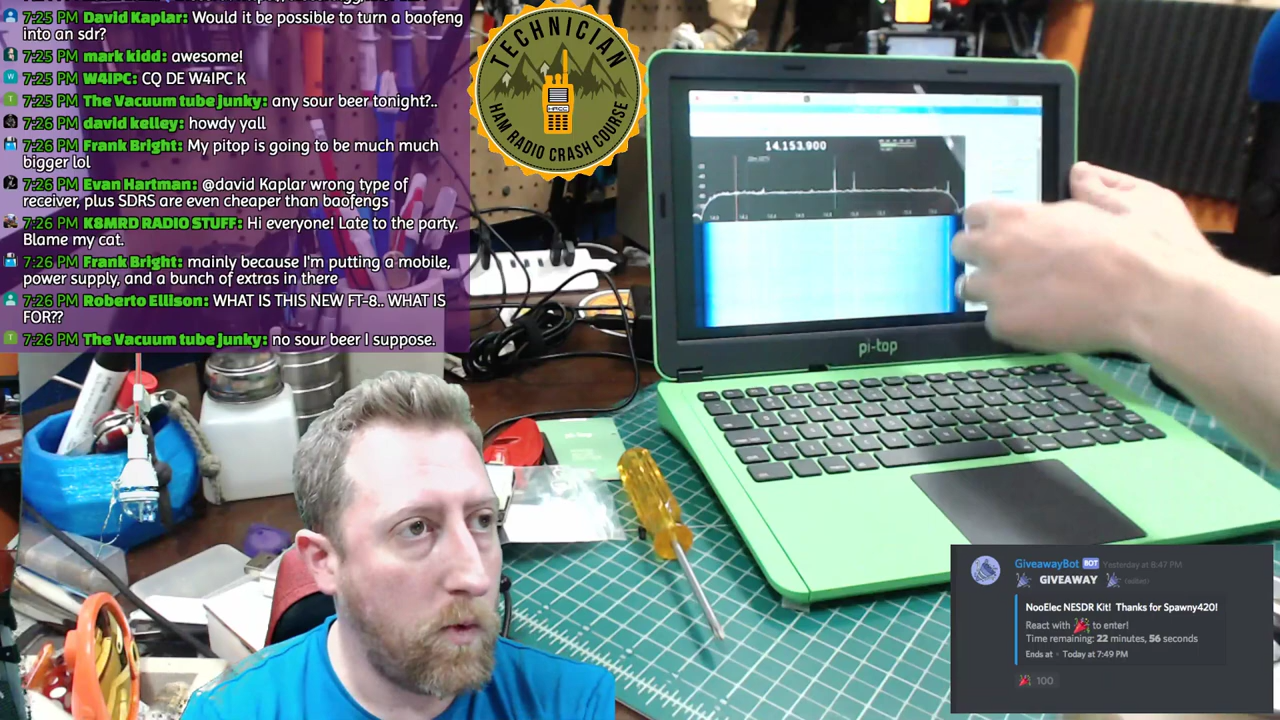 7:25 PM David Kaplar: Would it be possible to turn a baofeng
into an sdr?
7:25 PM mark kidd: awesome!
7:25 PM W4IPC: CQ DE W4IPC K
7:25 PM The Vacuum tube junky: any sour beer tonight?..
7:26 PM david kelley: howdy yall
7:26 PM Frank Bright: My pitop is going to be much much
bigger lol
7:26 PM Evan Hartman: @david Kaplar wrong type of
receiver, plus SDRS are even cheaper than baofengs
7:26 PM K8MRD RADIO STUFF: Hi everyone! Late to the party.
Blame my cat.
7:26 PM Frank Bright: mainly because I'm putting a mobile,
power supply, and a bunch of extras in there
7:26 PM Roberto Ellison: WHAT IS THIS NEW FT-8.. WHAT IS
FOR??
7:26 PM The Vacuum tube junky: no sour beer I suppose.
TECHNICIAN
HRCC
HAM RADIO CRASH COURSE
14.153.900
pi-top
GiveawayBot BOT Yesterday at 8:47 PM
GIVEAWAY (edited)
NooElec NESDR Kit! Thanks for Spawny420!
React with to enter!
Time remaining: 22 minutes, 56 seconds
Ends at • Today at 7:49 PM
100